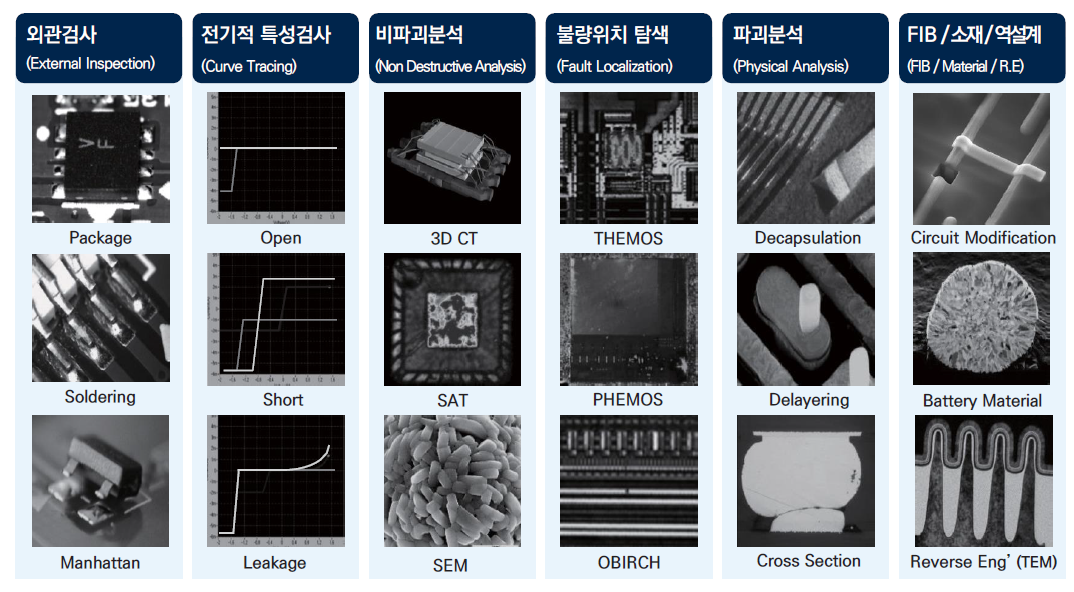 외관검사
(External Inspection)
전기적 특성검사
(Curve Tracing)
비파괴분석
(Non Destructive Analysis)
불량위치 탐색
(Fault Localization)
파괴분석
(Physical Analysis)
FIB /소재/역설계
(FIB / Material / R.E)
V
F
Package
Open
3D CT
THEMOS
Decapsulation
Circuit Modification
Soldering
Short
SAT
PHEMOS
Delayering
Battery Material
Manhattan
Leakage
SEM
OBIRCH
Cross Section
Reverse Eng' (TEM)